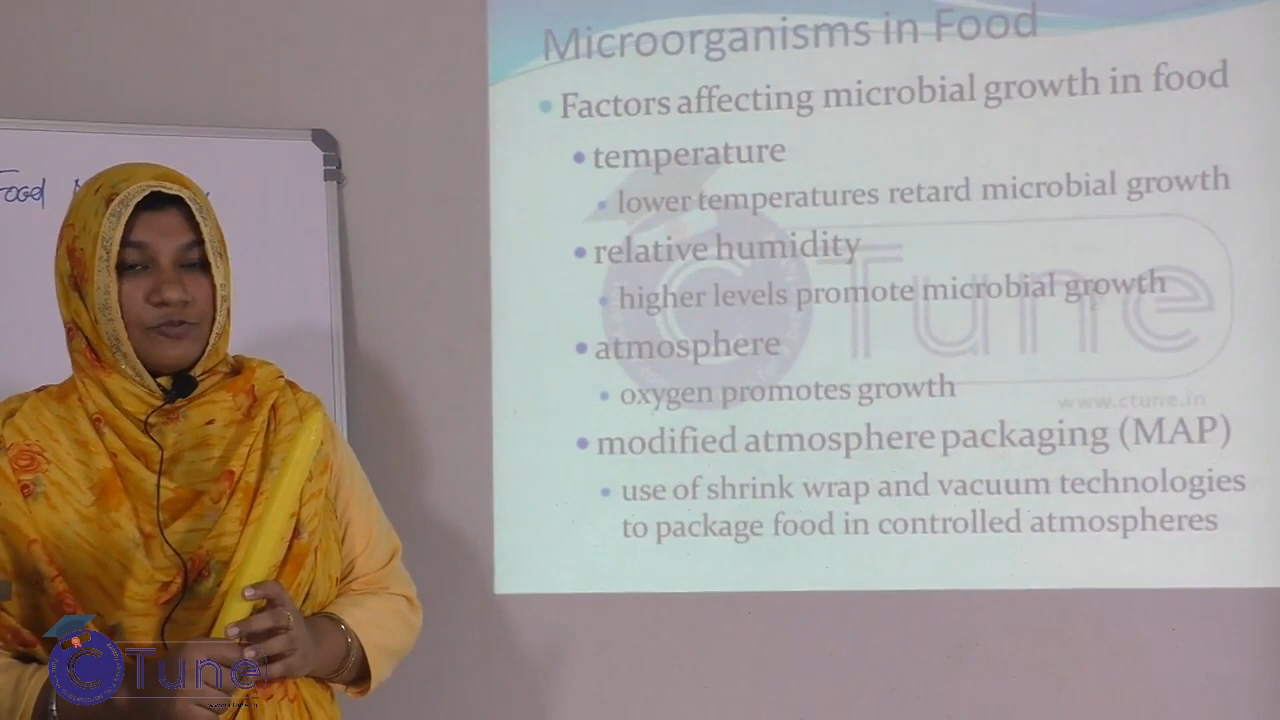 Microorganisms in Food
• Factors affecting microbial growth in food
• temperature
• lower temperatures retard microbial growth
• relative humidity
• higher levels promote microbial growth
• atmosphere
• oxygen promotes growth
• modified atmosphere packaging (MAP)
• use of shrink wrap and vacuum technologies
to package food in controlled atmospheres
Food
C Tune
www.ctune.in
C Tune